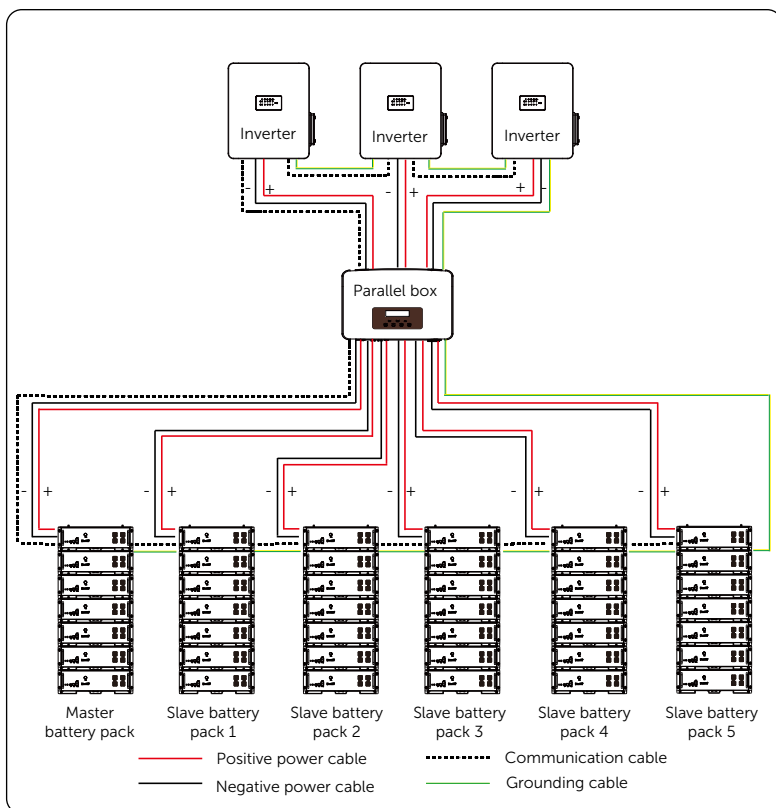 Inverter
Inverter
Inverter
- + - + + -
Parallel box
- + - + - + - + - + - +
Master
battery pack
Slave battery
pack 1
Slave battery
pack 2
Slave battery
pack 3
Slave battery
pack 4
Slave battery
pack 5
Positive power cable
Communication cable
Negative power cable
Grounding cable